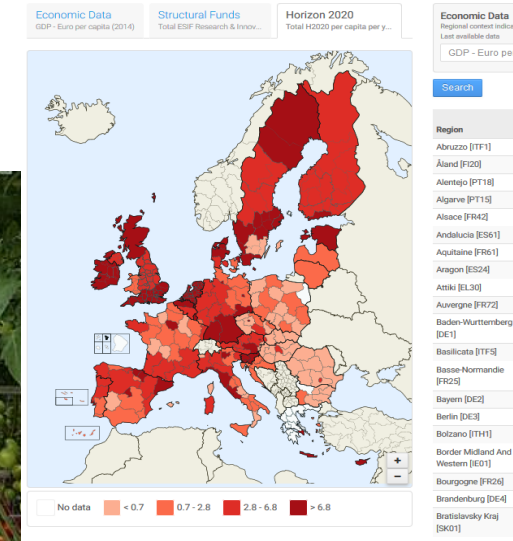 Economic Data
GDP - Euro per capita (2014)
Structural Funds
Total ESIF Research & Innov...
Horizon 2020
Total H2020 per capita per y...
+
−
No data
< 0.7
0.7 - 2.8
2.8 - 6.8
> 6.8
Economic Data
Regional context indica
Last available data
GDP - Euro pe
Search
Region
Abruzzo [ITF1]
Åland [FI20]
Alentejo [PT18]
Algarve [PT15]
Alsace [FR42]
Andalucia [ES61]
Aquitaine [FR61]
Aragon [ES24]
Attiki [EL30]
Auvergne [FR72]
Baden-Wurttemberg
[DE1]
Basilicata [ITF5]
Basse-Normandie
[FR25]
Bayern [DE2]
Berlin [DE3]
Bolzano [ITH1]
Border Midland And
Western [IE01]
Bourgogne [FR26]
Brandenburg [DE4]
Bratislavsky Kraj
[SK01]